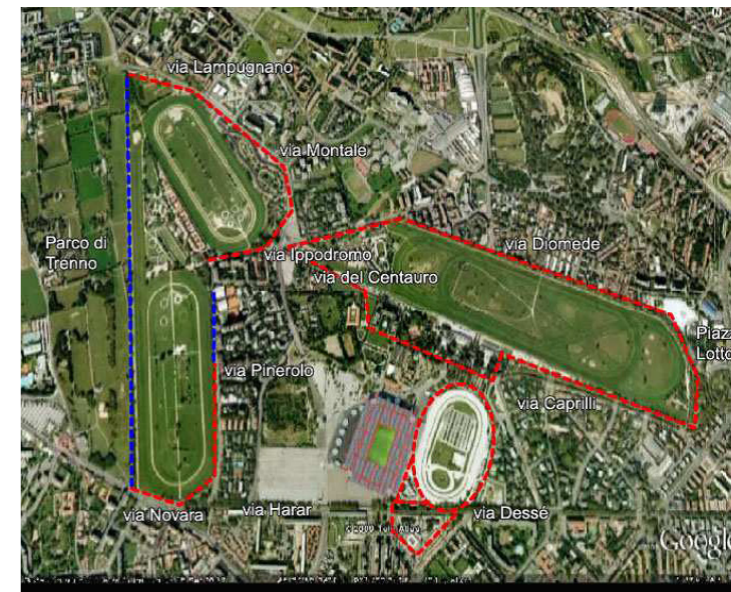 via Lampugnano
via Montale
Parco di
Trenno
via Diomede
via Ippodromo
via del Centauro
Piaz
Lotto
via Pinerolo
via Caprilli
via Novara
via Harar
via Dessé
Google